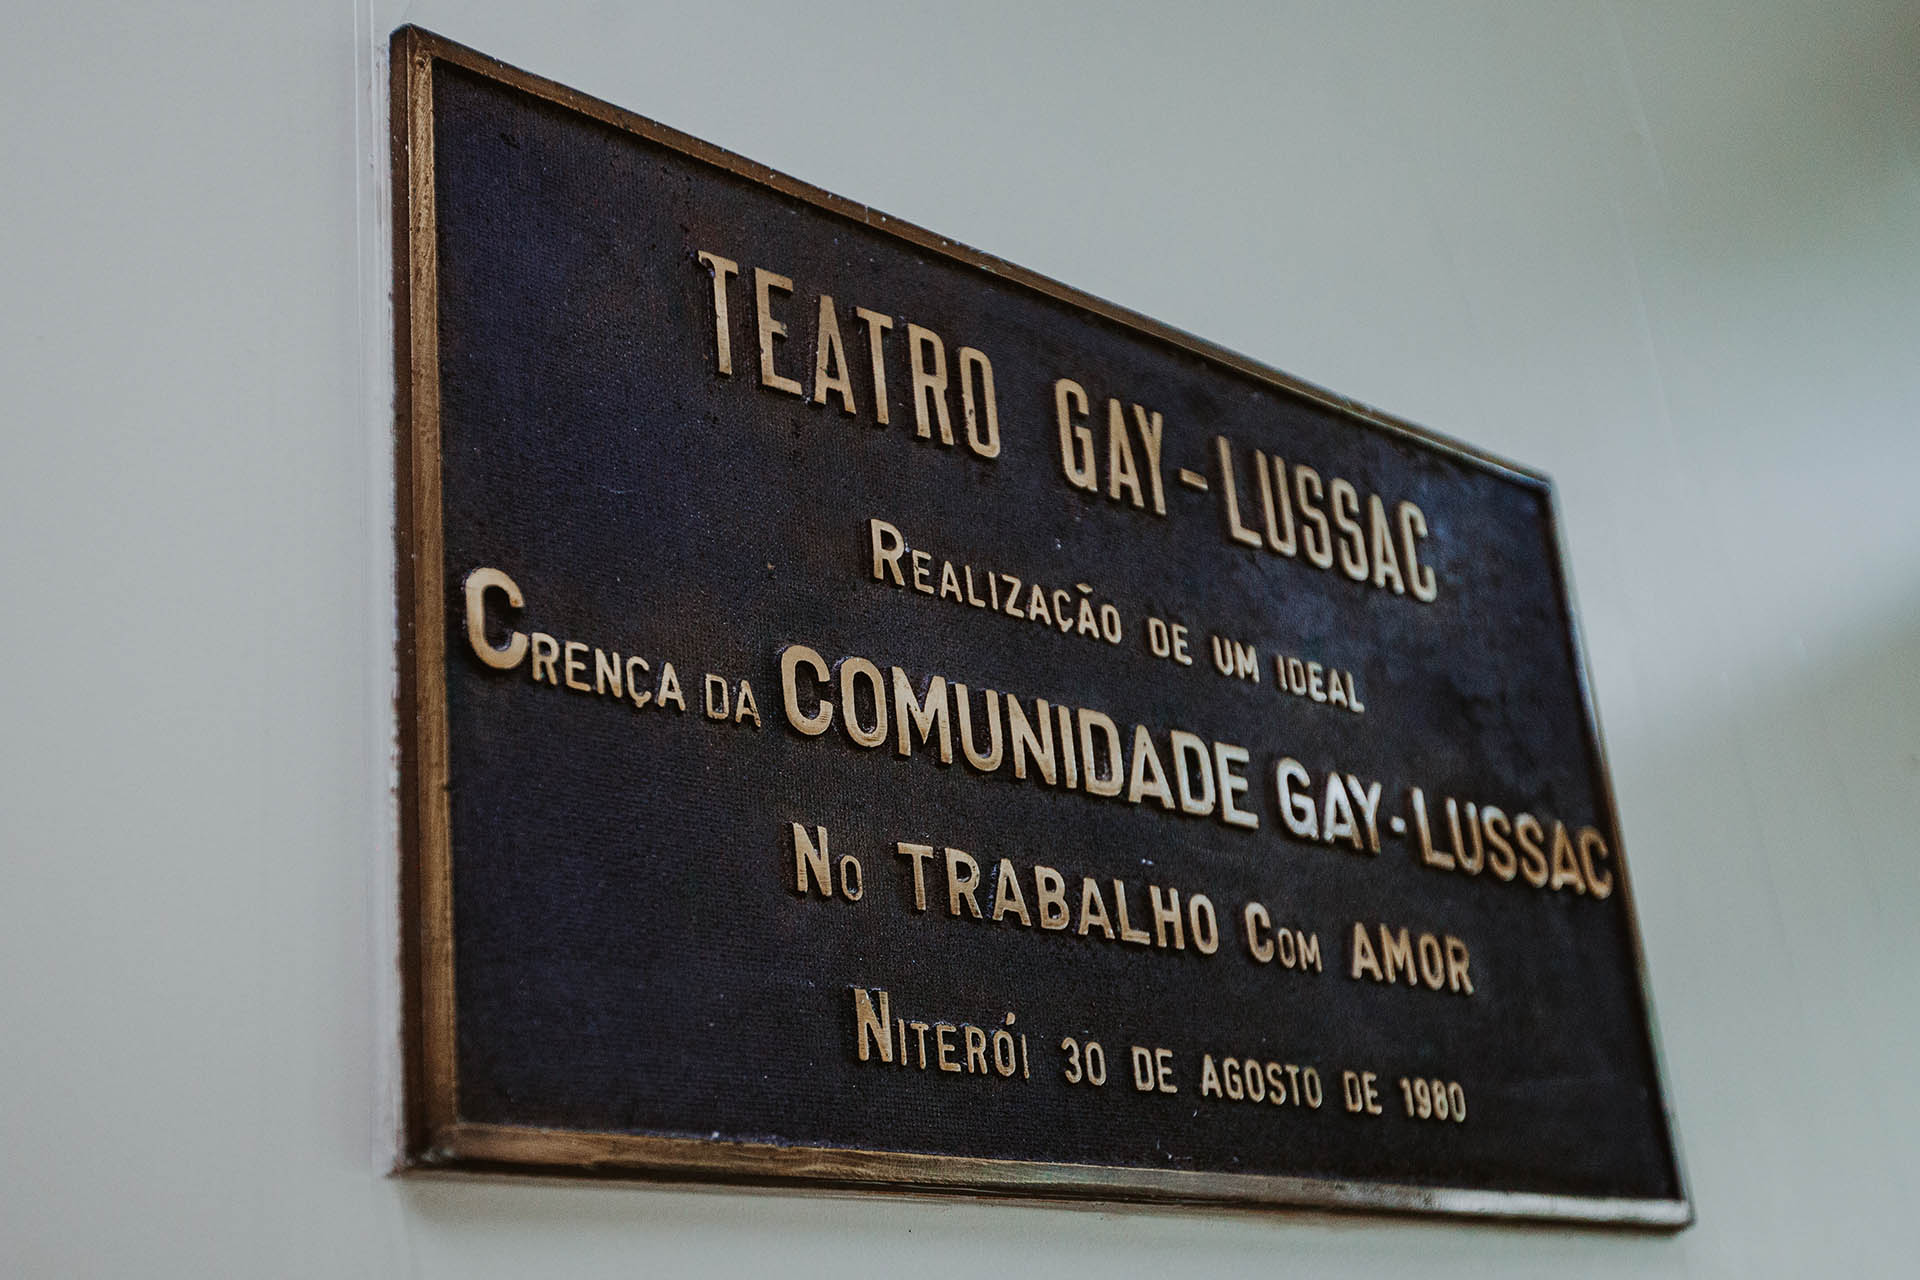 TEATRO GAY-LUSSAC
REALIZAÇÃO DE UM IDEAL
CRENÇA DA COMUNIDADE GAY-LUSSAC
NO TRABALHO COM AMOR
NITERÓI 30 DE AGOSTO DE 1980